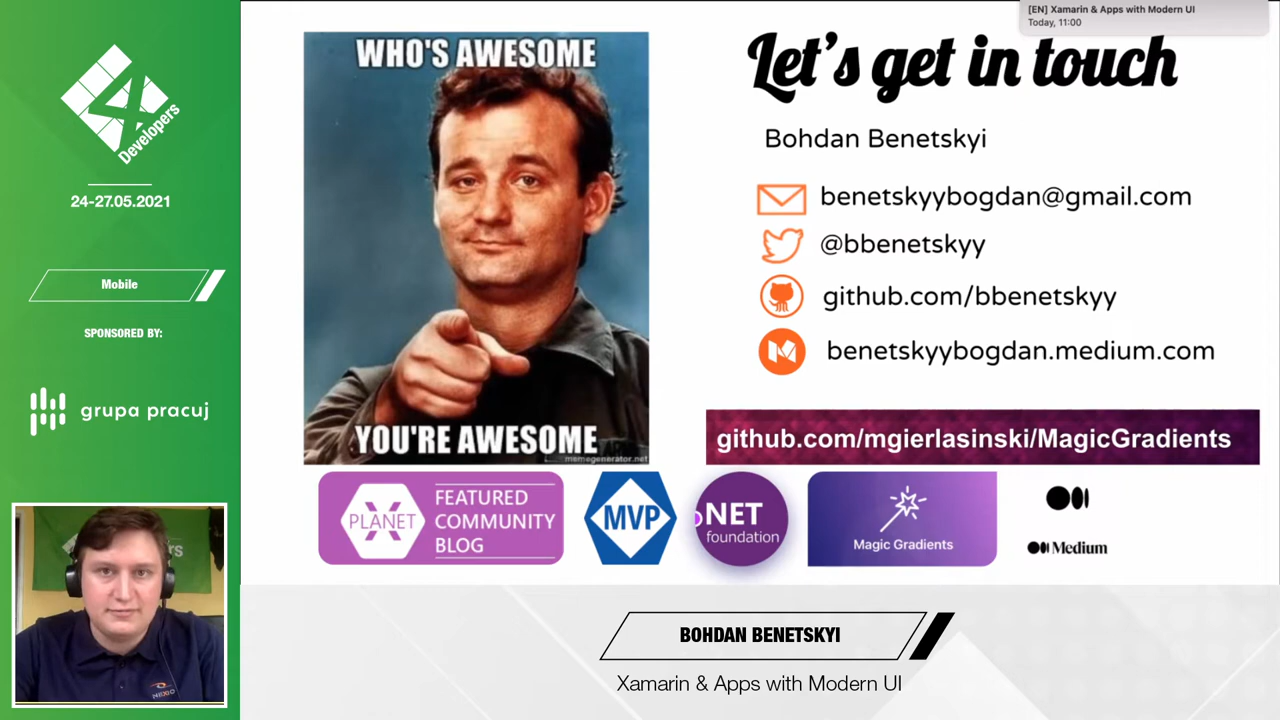 4
Developers
24-27.05.2021
Mobile
SPONSORED BY:
grupa pracuj
[EN] Xamarin & Apps with Modern UI
Today, 11:00
WHO'S AWESOME
YOU'RE AWESOME
memegenerator.net
Let's get in touch
Bohdan Benetskyi
benetskyybogdan@gmail.com
@bbenetskyy
github.com/bbenetskyy
benetskyybogdan.medium.com
github.com/mgierlasinski/MagicGradients
PLANET X
FEATURED
COMMUNITY
BLOG
MVP
.NET
foundation
Magic Gradients
Medium
BOHDAN BENETSKYI
Xamarin & Apps with Modern UI